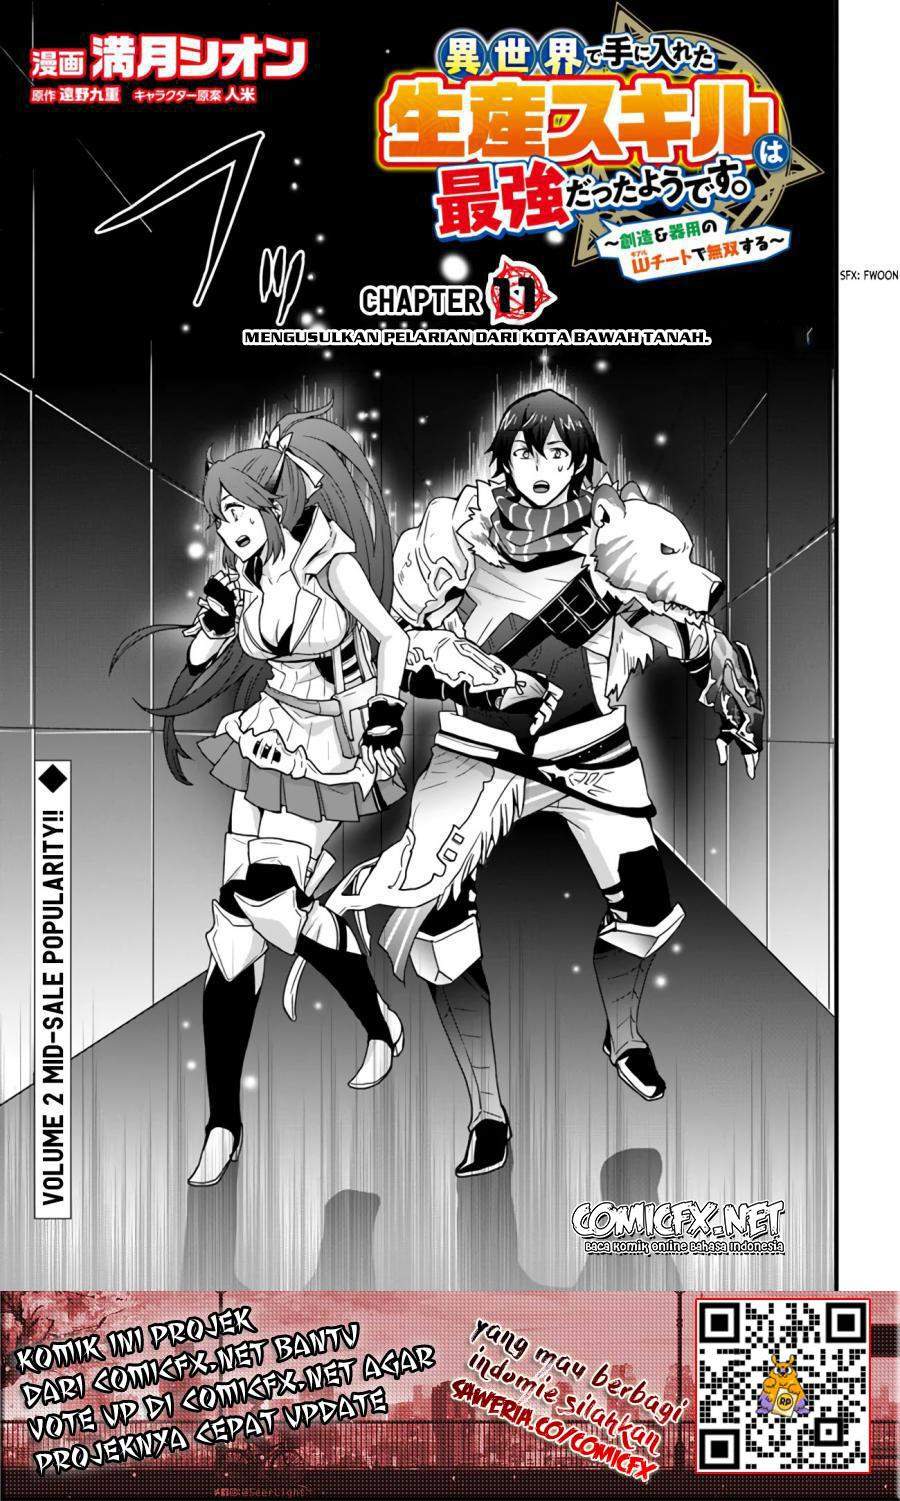 漫画 満月シオン
原作 遠野九重 キャラクター原案 人米
異世界で手に入れた
生産スキルは
最強だったようです。
～創造&器用の
Wチートで無双する～
SFX: FWOON
CHAPTER 11
MENGUSULKAN PELARIAN DARI KOTA BAWAH TANAH.
VOLUME 2 MID-SALE POPULARITY!!
COMICFX.NET
Baca Komik Online Bahasa Indonesia
KOMIK INI PROJEK
DARI COMICFX.NET BANTU
VOTE UP DI COMICFX.NET AGAR
PROJEKNYA CEPAT UPDATE
yang mau berbagi
indomie silahkan
SAWERIA.CO/COMICFX
RP
@Seerlight